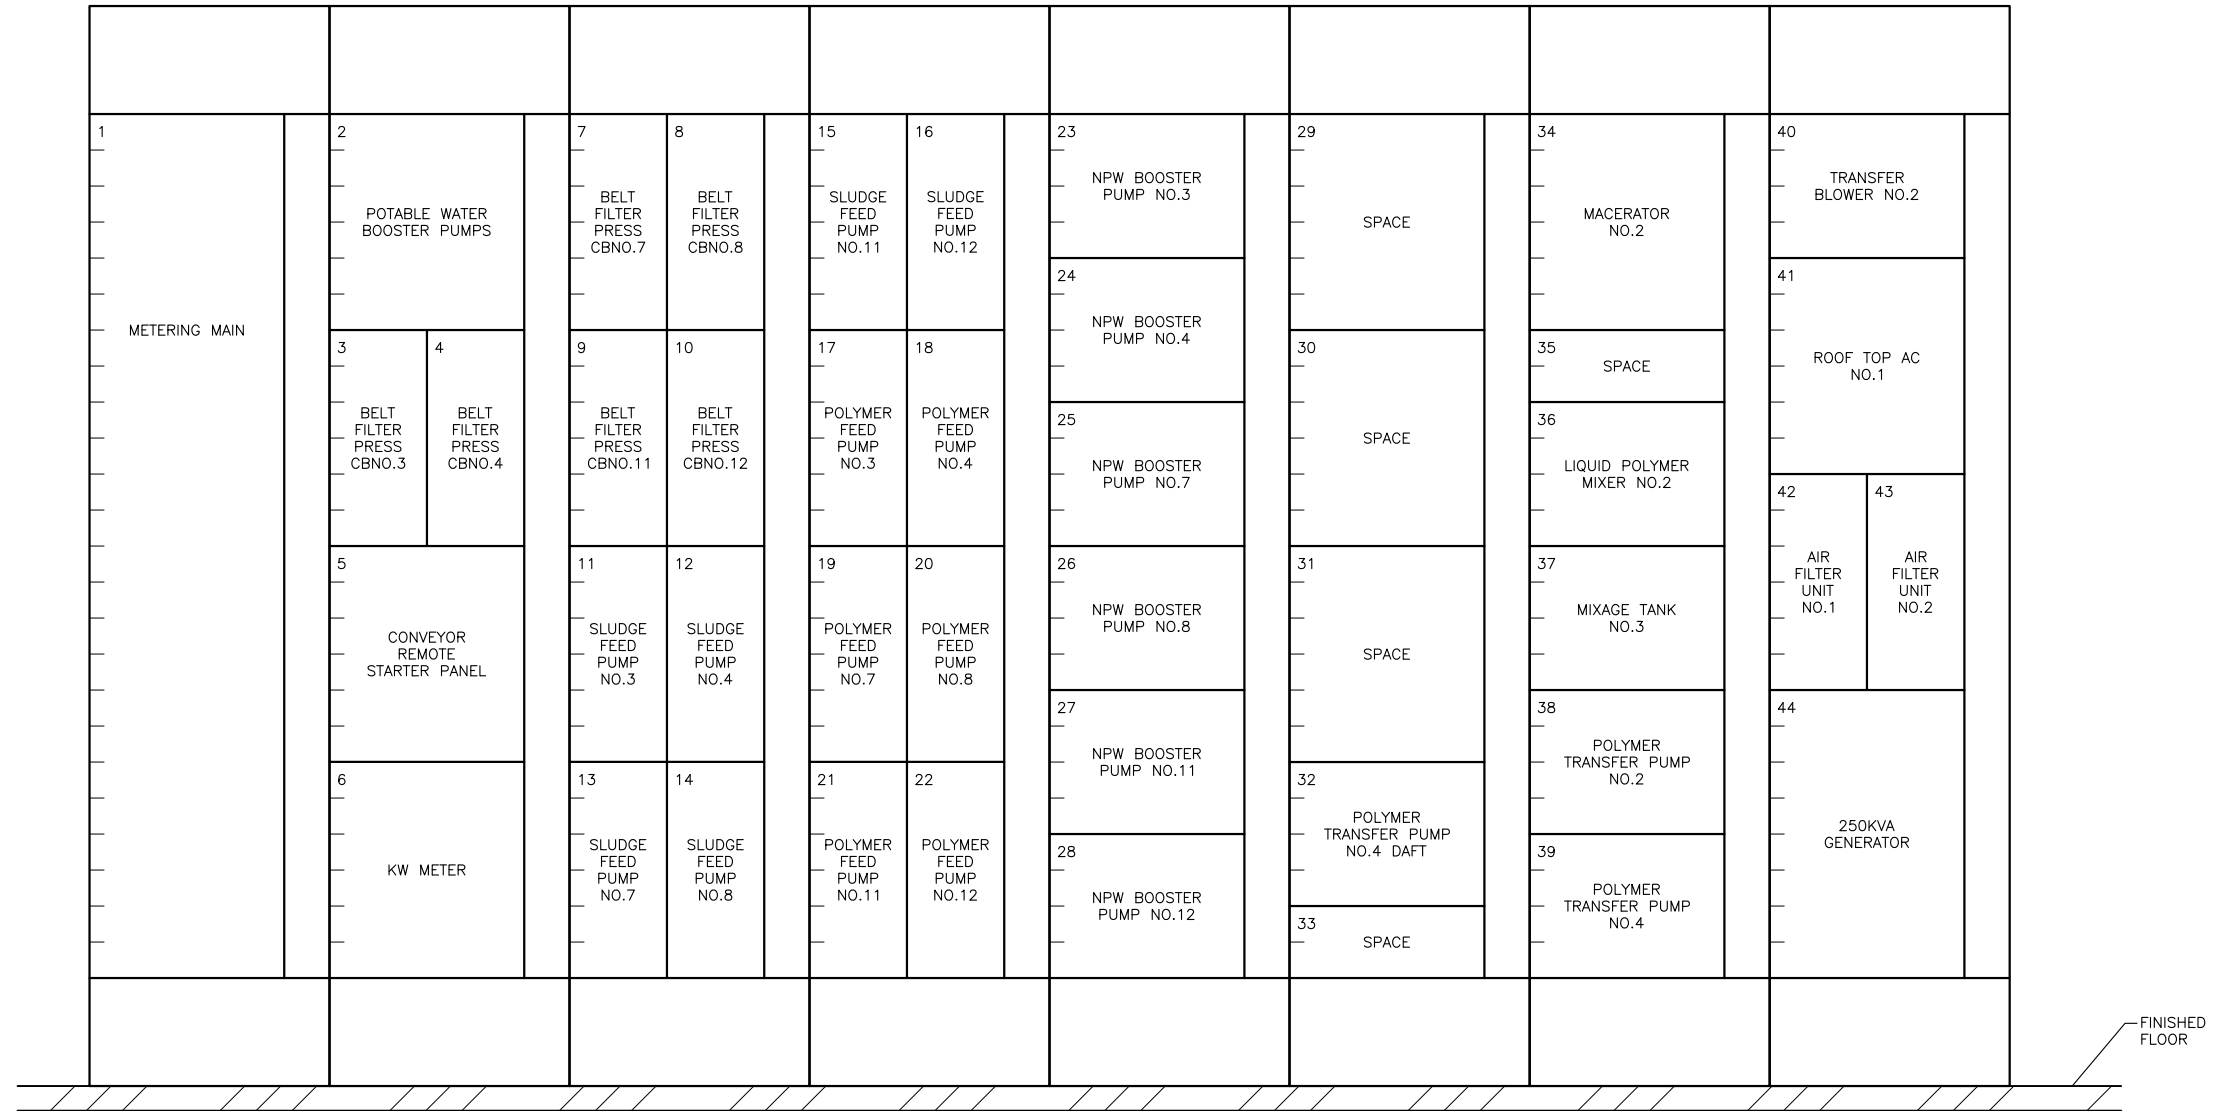 1
METERING MAIN
2
POTABLE WATER
BOOSTER PUMPS
3
BELT
FILTER
PRESS
CBNO.3
4
BELT
FILTER
PRESS
CBNO.4
5
CONVEYOR
REMOTE
STARTER PANEL
6
KW METER
7
BELT
FILTER
PRESS
CBNO.7
8
BELT
FILTER
PRESS
CBNO.8
9
BELT
FILTER
PRESS
CBNO.11
10
BELT
FILTER
PRESS
CBNO.12
11
SLUDGE
FEED
PUMP
NO.3
12
SLUDGE
FEED
PUMP
NO.4
13
SLUDGE
FEED
PUMP
NO.7
14
SLUDGE
FEED
PUMP
NO.8
15
SLUDGE
FEED
PUMP
NO.11
16
SLUDGE
FEED
PUMP
NO.12
17
POLYMER
FEED
PUMP
NO.3
18
POLYMER
FEED
PUMP
NO.4
19
POLYMER
FEED
PUMP
NO.7
20
POLYMER
FEED
PUMP
NO.8
21
POLYMER
FEED
PUMP
NO.11
22
POLYMER
FEED
PUMP
NO.12
23
NPW BOOSTER
PUMP NO.3
24
NPW BOOSTER
PUMP NO.4
25
NPW BOOSTER
PUMP NO.7
26
NPW BOOSTER
PUMP NO.8
27
NPW BOOSTER
PUMP NO.11
28
NPW BOOSTER
PUMP NO.12
29
SPACE
30
SPACE
31
SPACE
32
POLYMER
TRANSFER PUMP
NO.4 DAFT
33
SPACE
34
MACERATOR
NO.2
35
SPACE
36
LIQUID POLYMER
MIXER NO.2
37
MIXAGE TANK
NO.3
38
POLYMER
TRANSFER PUMP
NO.2
39
POLYMER
TRANSFER PUMP
NO.4
40
TRANSFER
BLOWER NO.2
41
ROOF TOP AC
NO.1
42
AIR
FILTER
UNIT
NO.1
43
AIR
FILTER
UNIT
NO.2
44
250KVA
GENERATOR
FINISHED
FLOOR